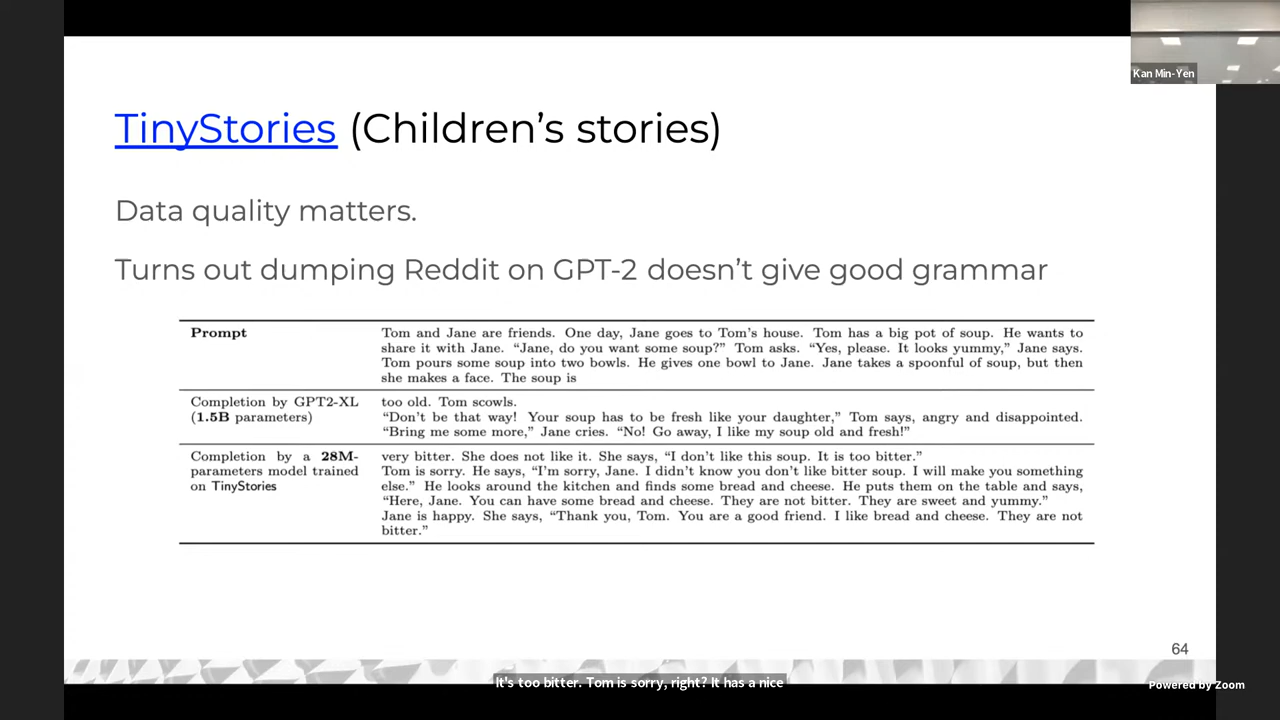 Kan Min-Yen
TinyStories (Children’s stories)
Data quality matters.
Turns out dumping Reddit on GPT-2 doesn’t give good grammar
Prompt
Tom and Jane are friends. One day, Jane goes to Tom’s house. Tom has a big pot of soup. He wants to
share it with Jane. “Jane, do you want some soup?” Tom asks. “Yes, please. It looks yummy,” Jane says.
Tom pours some soup into two bowls. He gives one bowl to Jane. Jane takes a spoonful of soup, but then
she makes a face. The soup is
Completion by GPT2-XL
(1.5B parameters)
too old. Tom scowls.
“Don’t be that way! Your soup has to be fresh like your daughter,” Tom says, angry and disappointed.
“Bring me some more,” Jane cries. “No! Go away, I like my soup old and fresh!”
Completion by a 28M-
parameters model trained
on TinyStories
very bitter. She does not like it. She says, “I don’t like this soup. It is too bitter.”
Tom is sorry. He says, “I’m sorry, Jane. I didn’t know you don’t like bitter soup. I will make you something
else.” He looks around the kitchen and finds some bread and cheese. He puts them on the table and says,
“Here, Jane. You can have some bread and cheese. They are not bitter. They are sweet and yummy.”
Jane is happy. She says, “Thank you, Tom. You are a good friend. I like bread and cheese. They are not
bitter.”
64
It's too bitter. Tom is sorry, right? It has a nice
Powered by Zoom